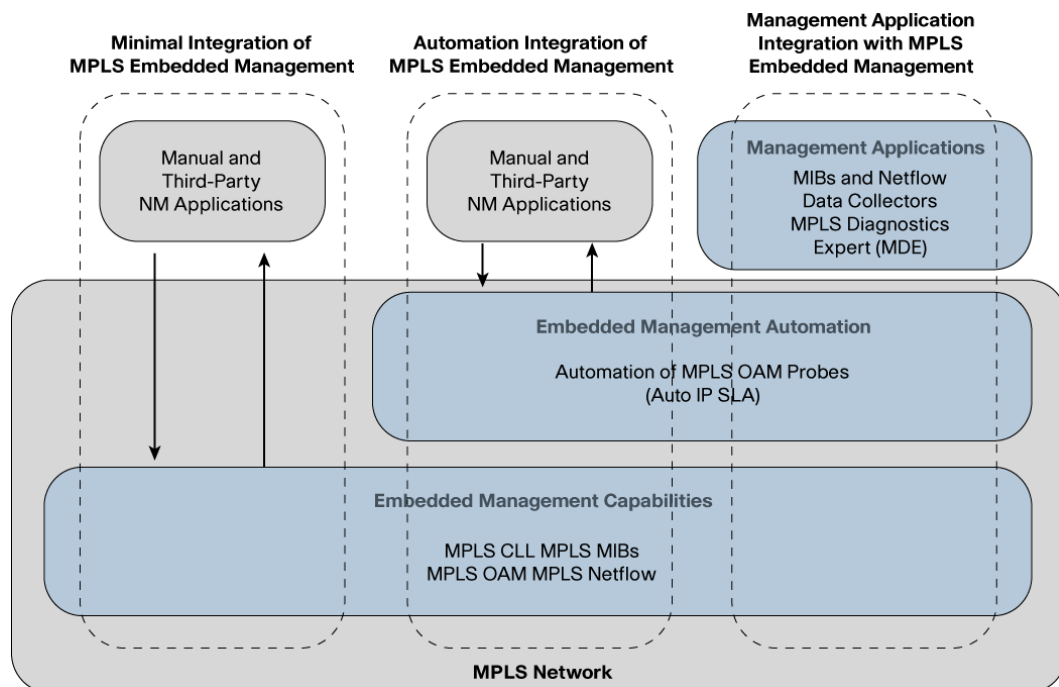 Minimal Integration of
MPLS Embedded Management
Automation Integration of
MPLS Embedded Management
Management Application
Integration with MPLS
Embedded Management
Manual and
Third-Party
NM Applications
Manual and
Third-Party
NM Applications
Management Applications
MIBs and Netflow
Data Collectors
MPLS Diagnostics
Expert (MDE)
Embedded Management Automation
Automation of MPLS OAM Probes
(Auto IP SLA)
Embedded Management Capabilities
MPLS CLL MPLS MIBs
MPLS OAM MPLS Netflow
MPLS Network